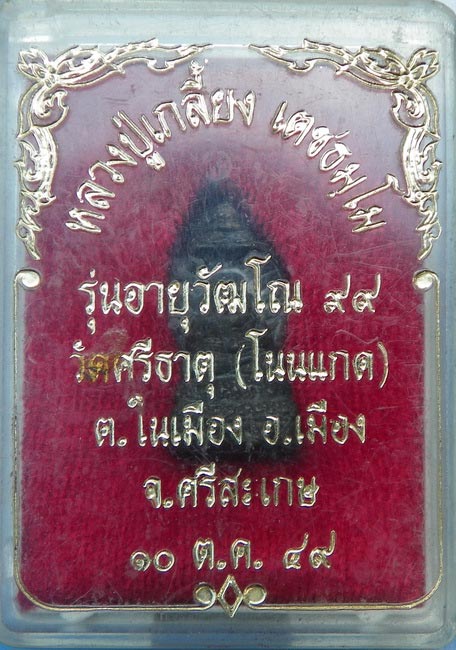 หลวงปู่เกลี้ยง เตชธมฺโม
รุ่นอายุวัฒโณ ๙๙
วัดศรีธาตุ (โนนแกด)
ต.ในเมือง อ.เมือง
จ.ศรีสะเกษ
๑๐ ต.ค. ๔๙